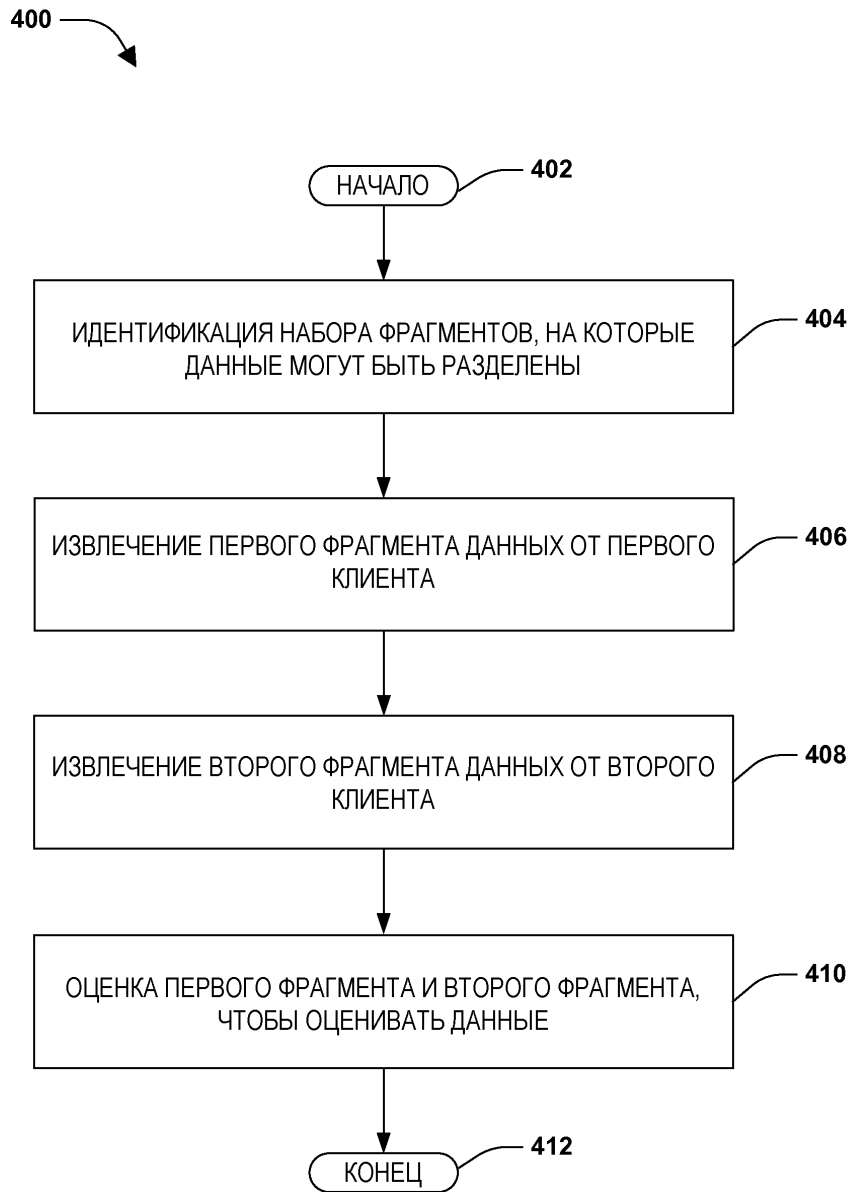 400
НАЧАЛО
402
ИДЕНТИФИКАЦИЯ НАБОРА ФРАГМЕНТОВ, НА КОТОРЫЕ
ДАННЫЕ МОГУТ БЫТЬ РАЗДЕЛЕНЫ
404
ИЗВЛЕЧЕНИЕ ПЕРВОГО ФРАГМЕНТА ДАННЫХ ОТ ПЕРВОГО
КЛИЕНТА
406
ИЗВЛЕЧЕНИЕ ВТОРОГО ФРАГМЕНТА ДАННЫХ ОТ ВТОРОГО
КЛИЕНТА
408
ОЦЕНКА ПЕРВОГО ФРАГМЕНТА И ВТОРОГО ФРАГМЕНТА,
ЧТОБЫ ОЦЕНИВАТЬ ДАННЫЕ
410
КОНЕЦ
412